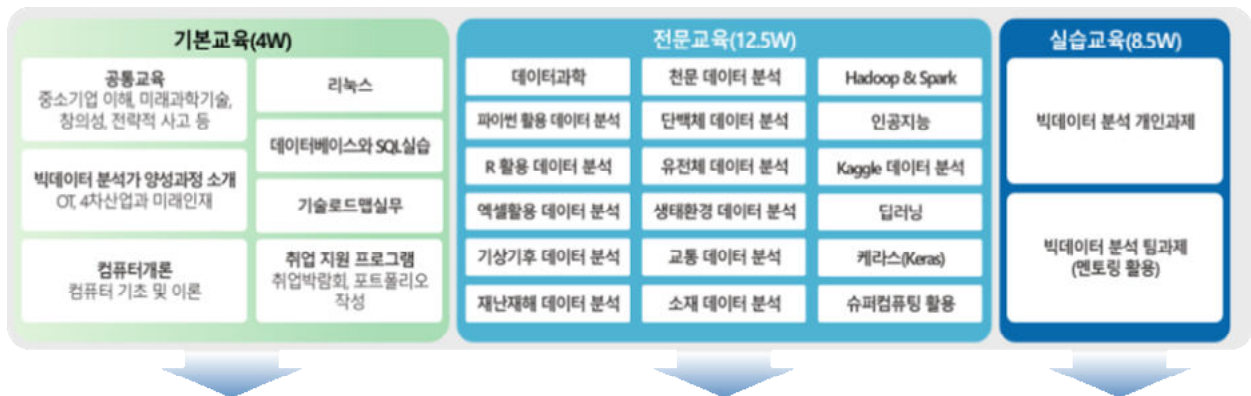 기본교육(4W)
공통교육
중소기업 이해, 미래과학기술,
창의성, 전략적 사고 등
빅데이터 분석가 양성과정 소개
OT, 4차산업과 미래인재
컴퓨터개론
컴퓨터 기초 및 이론
리눅스
데이터베이스와 SQL실습
기술로드맵실무
취업 지원 프로그램
취업박람회, 포트폴리오
작성
전문교육(12.5W)
데이터과학
파이썬 활용 데이터 분석
R 활용 데이터 분석
엑셀활용 데이터 분석
기상기후 데이터 분석
재난재해 데이터 분석
천문 데이터 분석
단백체 데이터 분석
유전체 데이터 분석
생태환경 데이터 분석
교통 데이터 분석
소재 데이터 분석
Hadoop & Spark
인공지능
Kaggle 데이터 분석
딥러닝
케라스(Keras)
슈퍼컴퓨팅 활용
실습교육(8.5W)
빅데이터 분석 개인과제
빅데이터 분석 팀과제
(멘토링 활용)